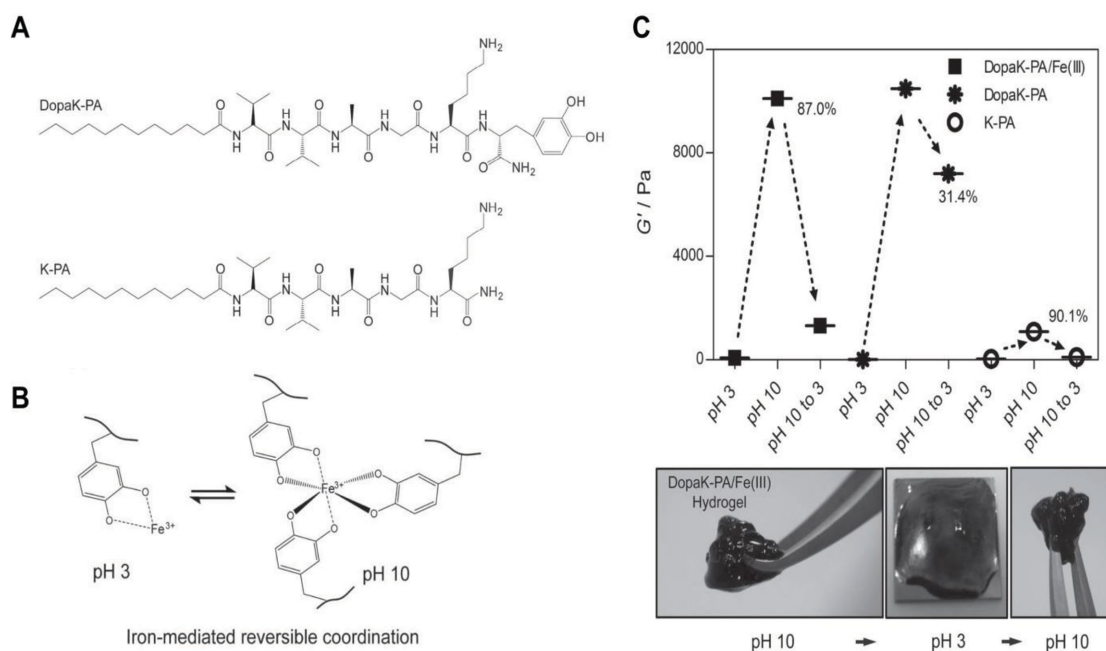 A
DopaK-PA
O
N
H
O
H
N
O
N
H
O
H
N
O
N
H
NH₂
O
H
N
O
NH₂
OH
OH
K-PA
O
N
H
O
H
N
O
N
H
O
H
N
O
N
H
NH₂
O
NH₂
B
O
O
Fe³⁺
pH 3
O
O
O
O
O
O
Fe³⁺
pH 10
Iron-mediated reversible coordination
C
G' / Pa
12000
8000
4000
0
DopaK-PA/Fe(III)
DopaK-PA
K-PA
87.0%
31.4%
90.1%
pH 3
pH 10
pH 10 to 3
pH 3
pH 10
pH 10 to 3
pH 3
pH 10
pH 10 to 3
DopaK-PA/Fe(III)
Hydrogel
pH 10 → pH 3 → pH 10